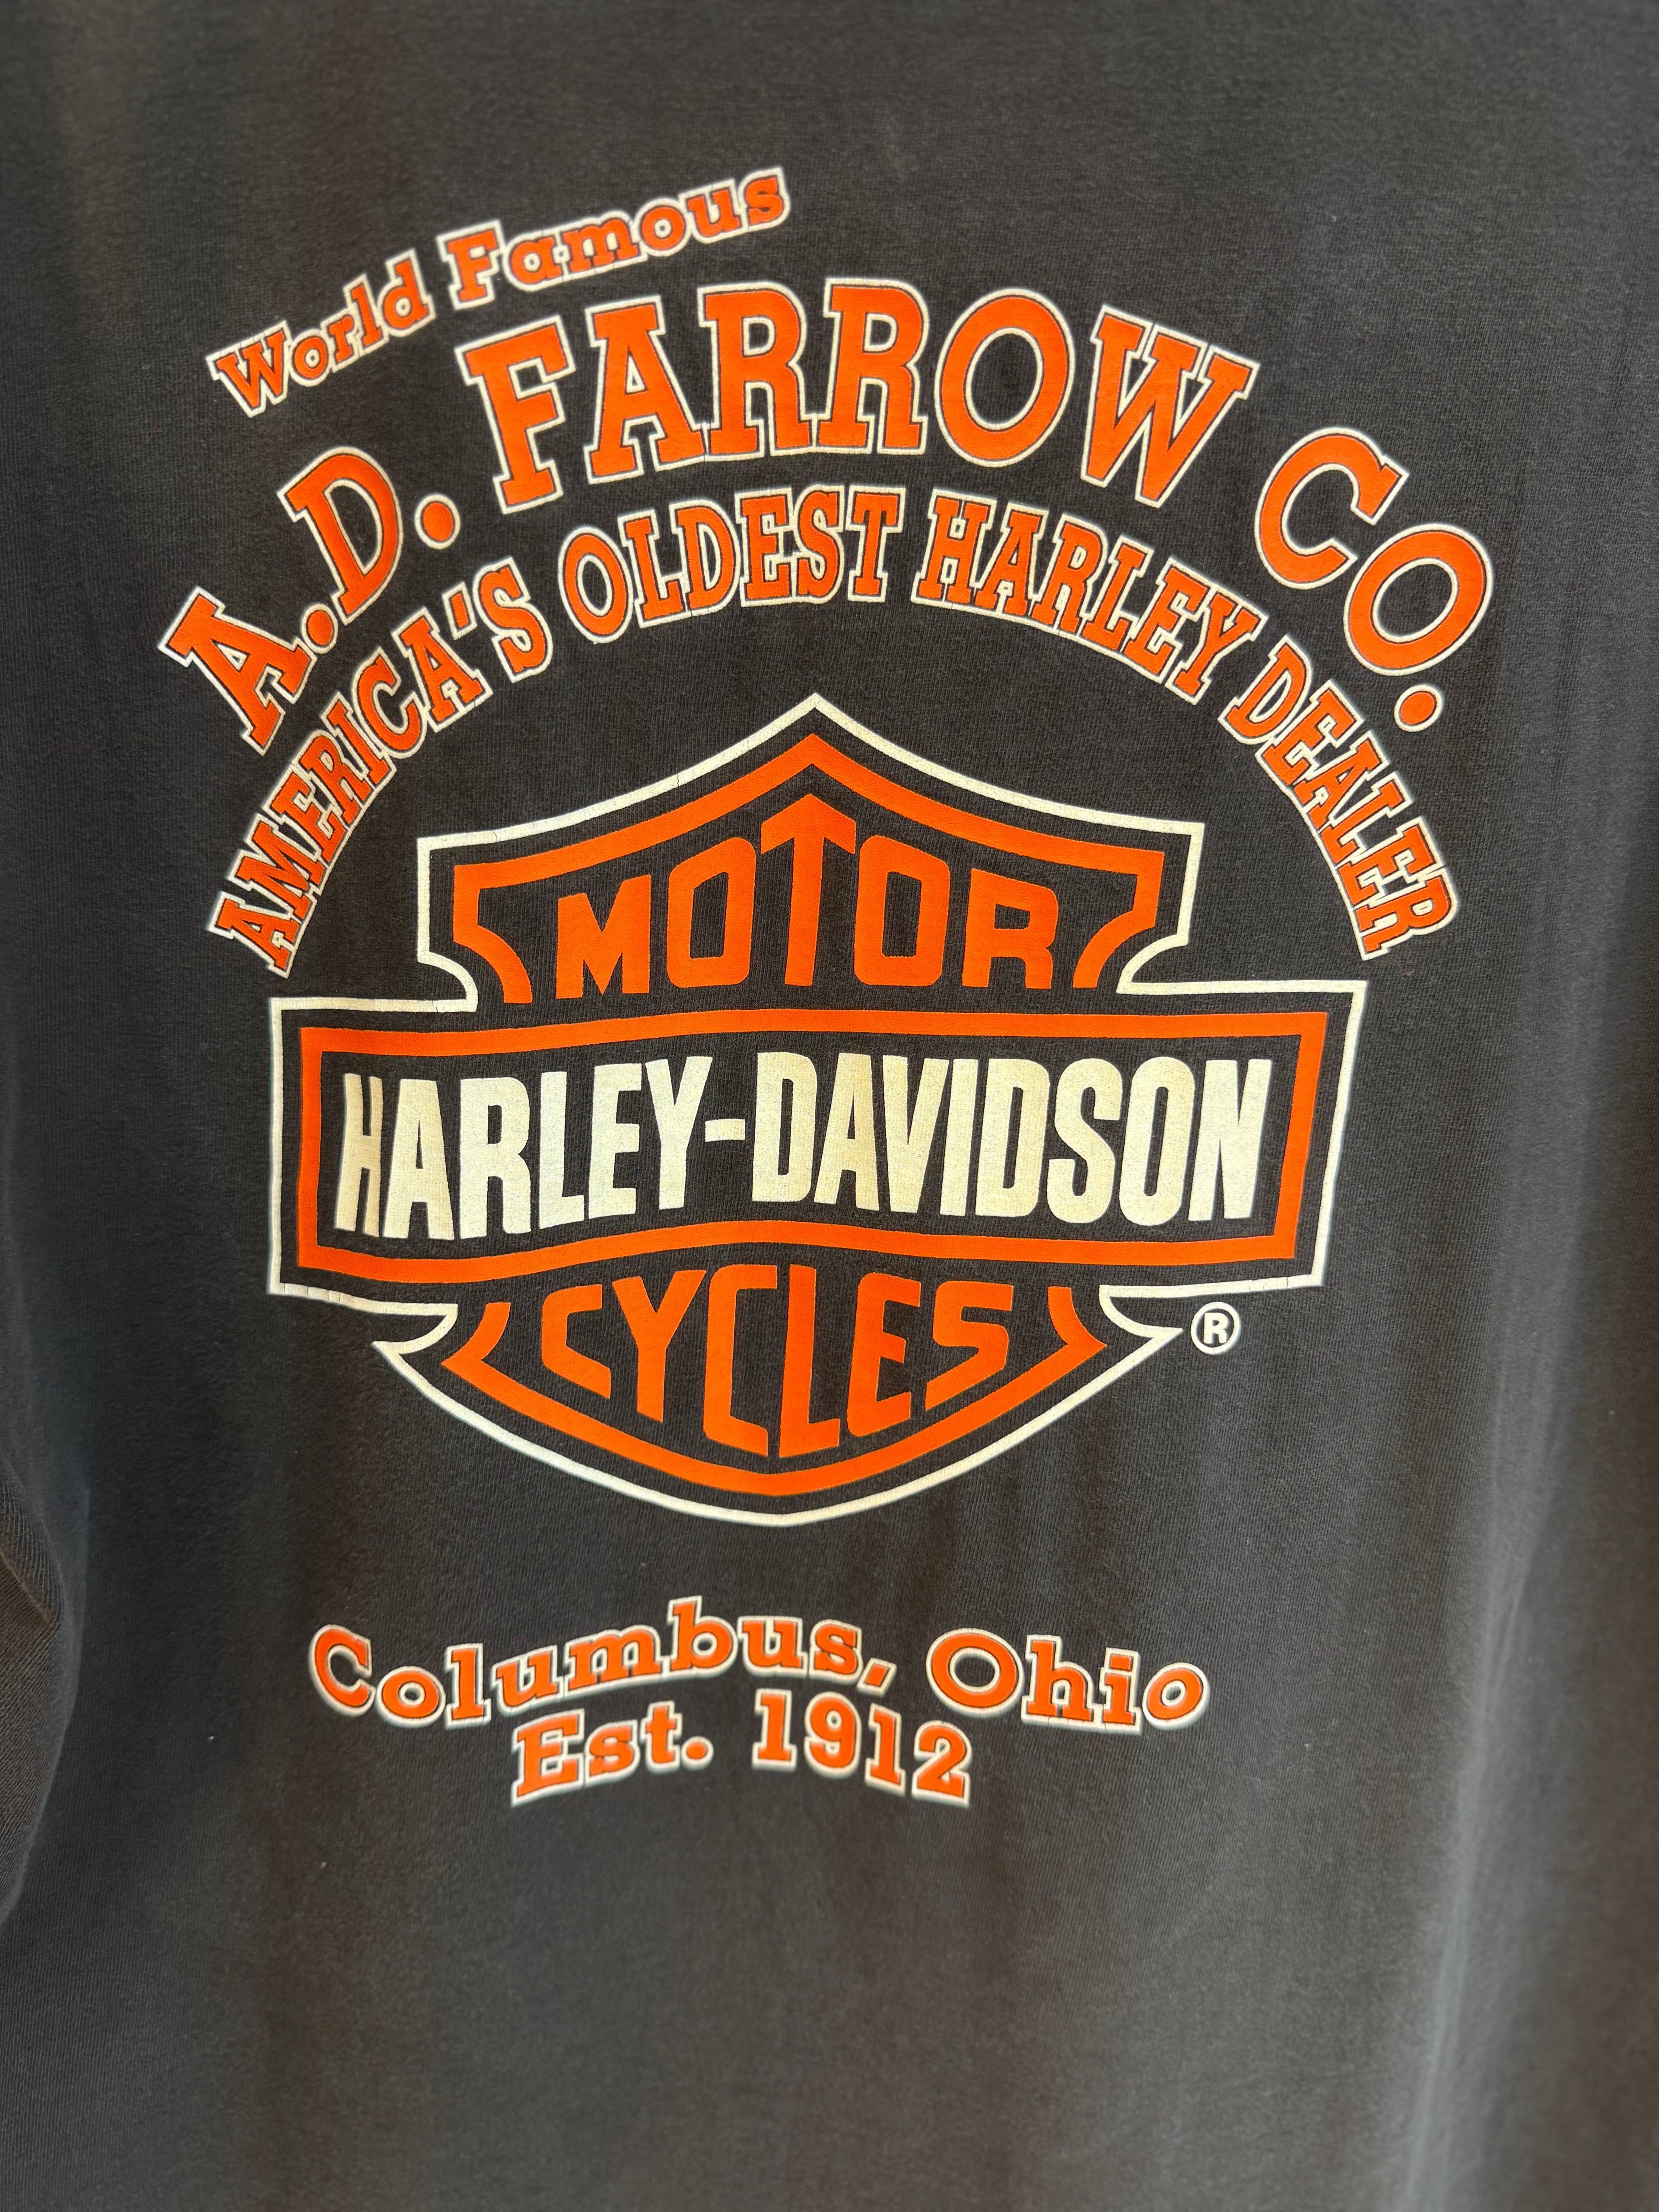 World Famous
A.D. FARROW CO.
AMERICA'S OLDEST HARLEY DEALER
MOTOR
HARLEY-DAVIDSON
CYCLES
®
Columbus, Ohio
Est. 1912